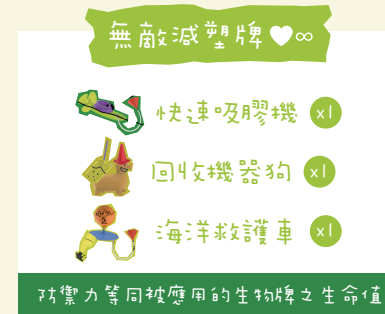 無敵減塑牌♥∞
快速吸膠機 x1
回收機器狗 x1
海洋救護車 x1
防禦力等同被應用的生物牌之生命值